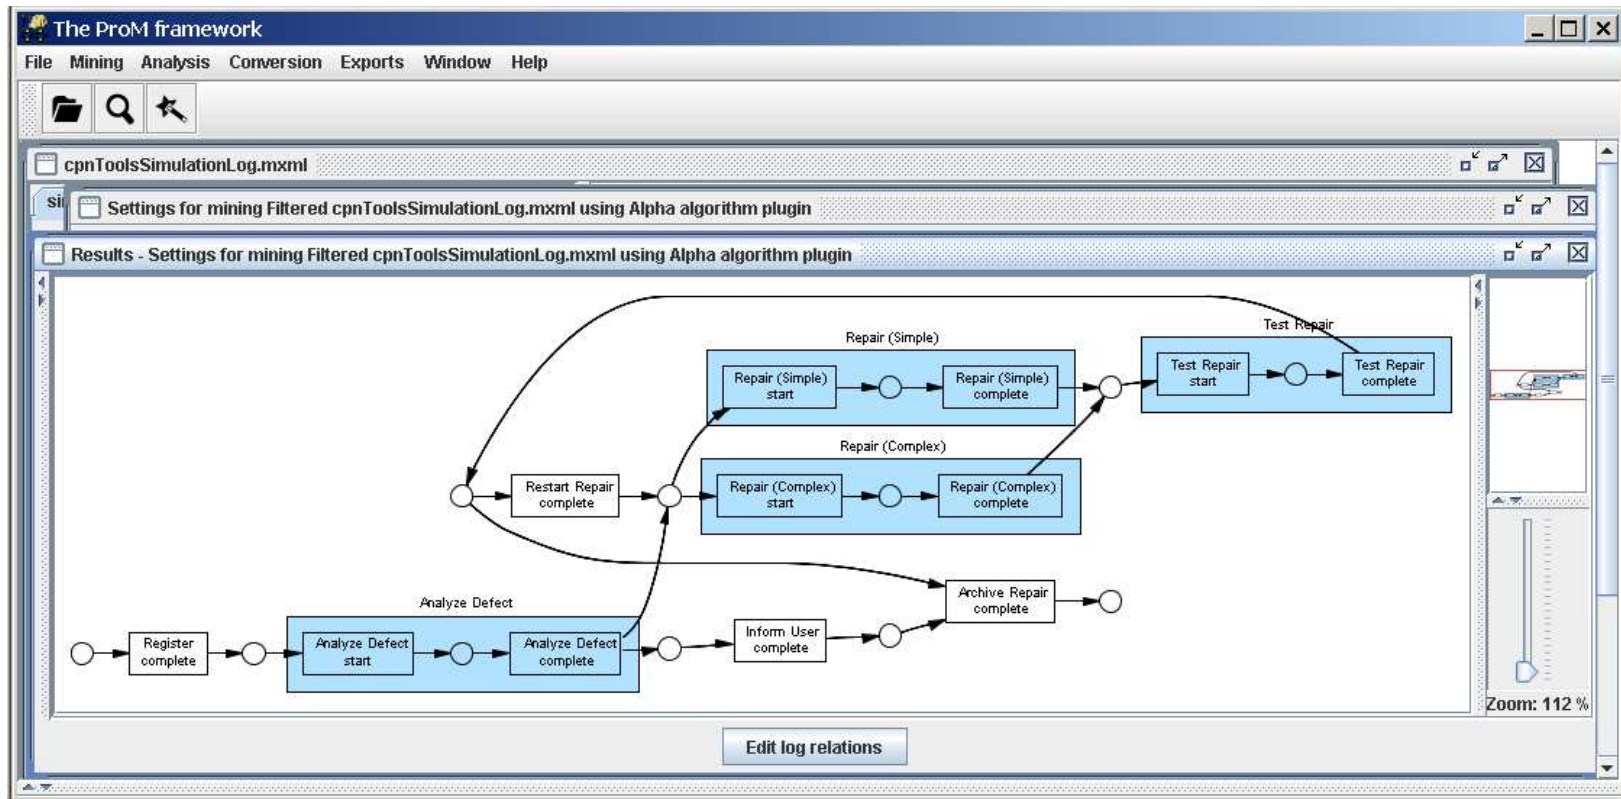 The ProM framework
File Mining Analysis Conversion Exports Window Help
cpnToolsSimulationLog.mxml
Settings for mining Filtered cpnToolsSimulationLog.mxml using Alpha algorithm plugin
Results - Settings for mining Filtered cpnToolsSimulationLog.mxml using Alpha algorithm plugin
Test Repair
Repair (Simple)
Test Repair
start
Test Repair
complete
Repair (Simple)
start
Repair (Simple)
complete
Repair (Complex)
Restart Repair
complete
Repair (Complex)
start
Repair (Complex)
complete
Archive Repair
complete
Analyze Defect
Register
complete
Analyze Defect
start
Analyze Defect
complete
Inform User
complete
Zoom: 112 %
Edit log relations